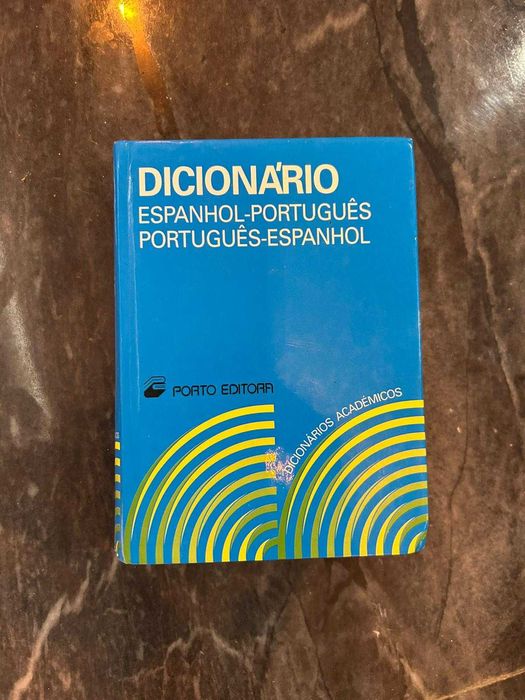 DICIONÁRIO
ESPANHOL-PORTUGUÊS
PORTUGUÊS-ESPANHOL
PORTO EDITORA
DICIONÁRIOS ACADÉMICOS